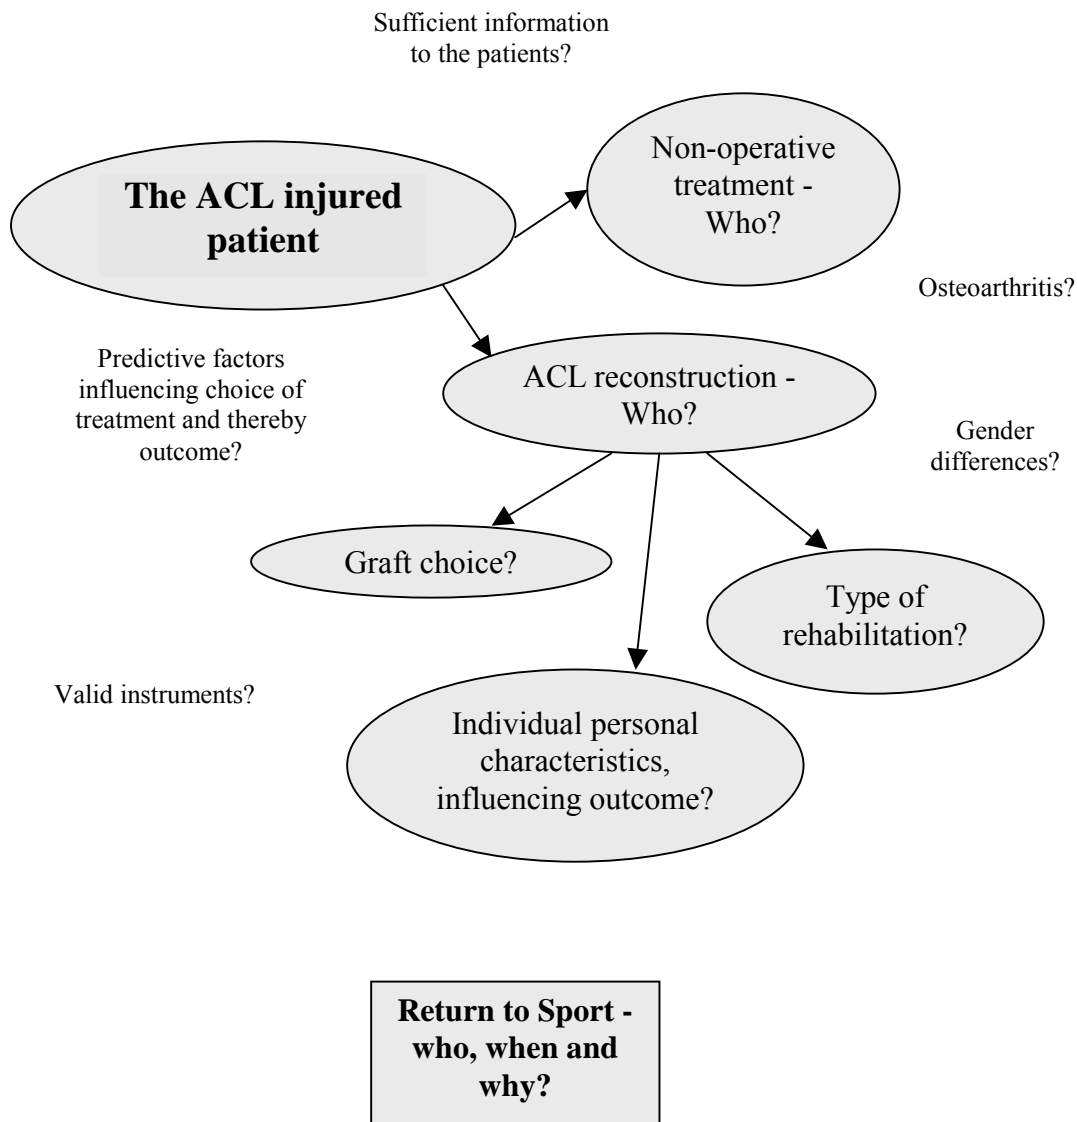 Sufficient information
to the patients?
Non-operative
treatment -
Who?
The ACL injured
patient
Osteoarthritis?
Predictive factors
influencing choice of
treatment and thereby
outcome?
ACL reconstruction -
Who?
Gender
differences?
Graft choice?
Type of
rehabilitation?
Valid instruments?
Individual personal
characteristics,
influencing outcome?
Return to Sport -
who, when and
why?